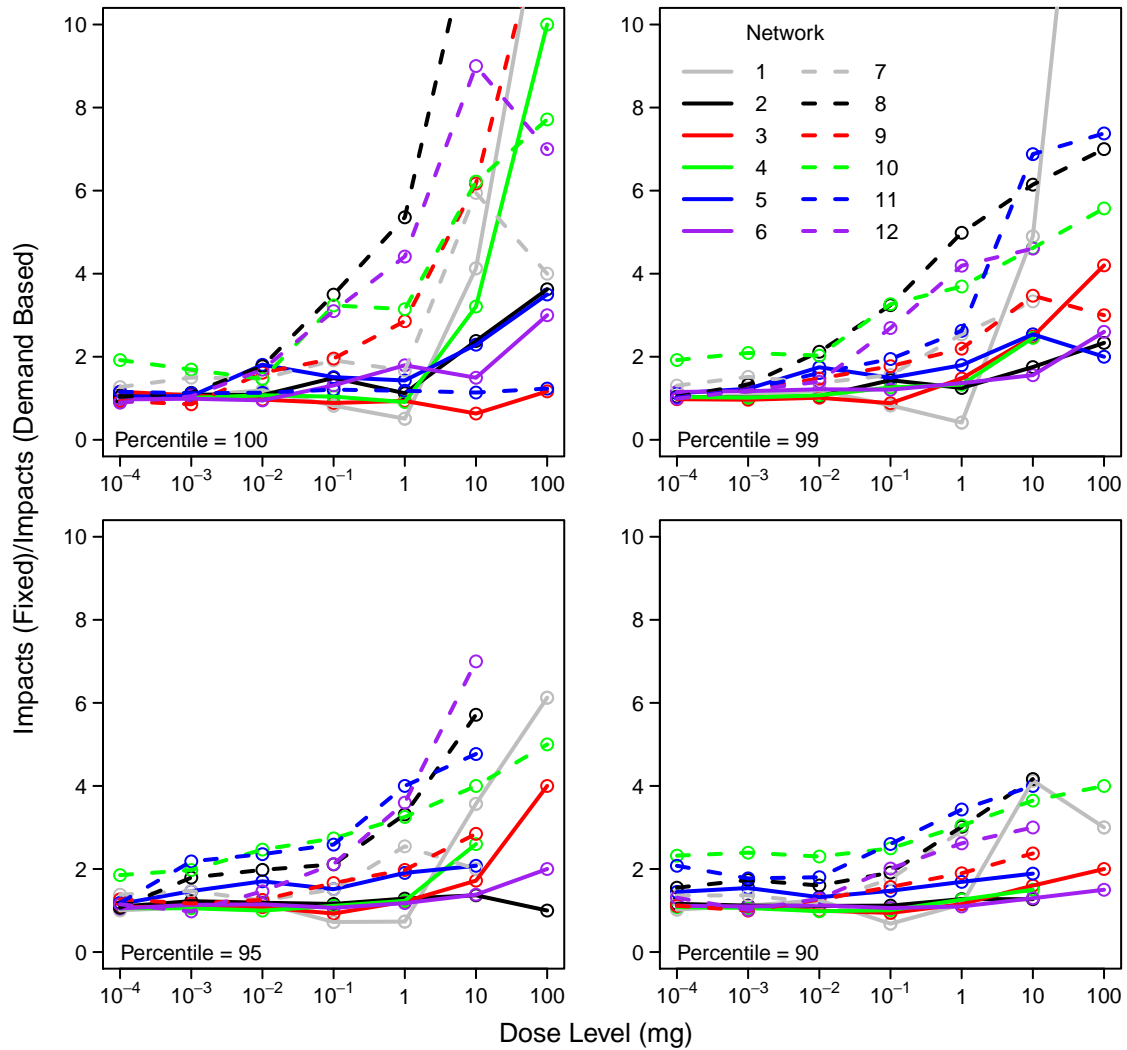 Impacts (Fixed)/Impacts (Demand Based)
10
8
6
4
2
0
Percentile = 100
10⁻⁴ 10⁻³ 10⁻² 10⁻¹ 1 10 100
10
8
6
4
2
0
Network
1 7
2 8
3 9
4 10
5 11
6 12
Percentile = 99
10⁻⁴ 10⁻³ 10⁻² 10⁻¹ 1 10 100
10
8
6
4
2
0
Percentile = 95
10⁻⁴ 10⁻³ 10⁻² 10⁻¹ 1 10 100
10
8
6
4
2
0
Percentile = 90
10⁻⁴ 10⁻³ 10⁻² 10⁻¹ 1 10 100
Dose Level (mg)